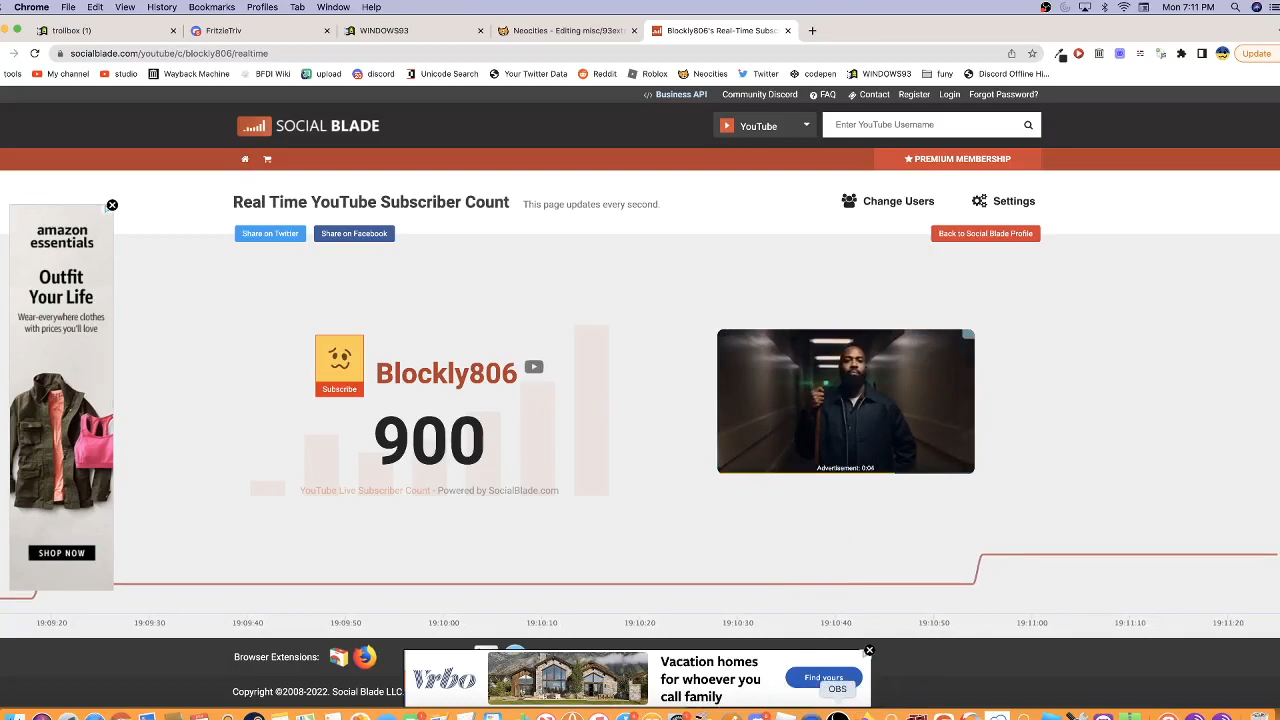 Chrome File Edit View History Bookmarks Profiles Tab Window Help Mon 7:11 PM
trollbox (1) FritzieTriv WINDOWS93 Neocities - Editing misc/93ext Blockly806's Real-Time Subsc
socialblade.com/youtube/c/blockly806/realtime Update
tools My channel studio Wayback Machine BFDI Wiki upload discord Unicode Search Your Twitter Data Reddit Roblox Neocities Twitter codepen WINDOWS93 funy Discord Offline Hi...
Business API Community Discord FAQ Contact Register Login Forgot Password?
SOCIAL BLADE YouTube Enter YouTube Username
PREMIUM MEMBERSHIP
Real Time YouTube Subscriber Count This page updates every second. Change Users Settings
Share on Twitter Share on Facebook Back to Social Blade Profile
amazon
essentials
Outfit
Your Life
Wear-everywhere clothes
with prices you'll love
SHOP NOW
Subscribe
Blockly806
900
YouTube Live Subscriber Count - Powered by SocialBlade.com
Advertisement: 0:04
19:09:20 19:09:30 19:09:40 19:09:50 19:10:00 19:10:10 19:10:20 19:10:30 19:10:40 19:10:50 19:11:00 19:11:10 19:11:20
Browser Extensions:
Vrbo
Vacation homes
for whoever you
call family
Find yours
OBS
Copyright ©2008-2022. Social Blade LLC